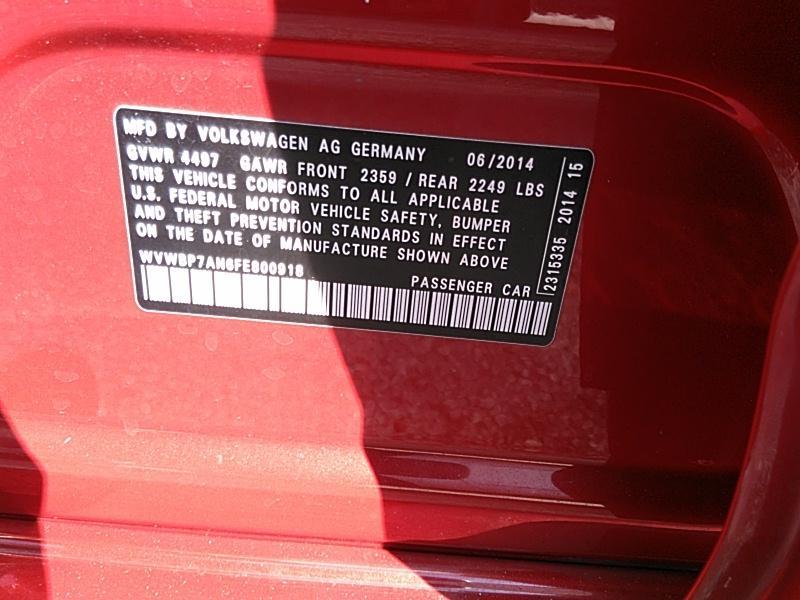 MFD BY VOLKSWAGEN AG GERMANY 06/2014
GVWR 4497 GAWR FRONT 2359 / REAR 2249 LBS
THIS VEHICLE CONFORMS TO ALL APPLICABLE
U.S. FEDERAL MOTOR VEHICLE SAFETY, BUMPER
AND THEFT PREVENTION STANDARDS IN EFFECT
ON THE DATE OF MANUFACTURE SHOWN ABOVE
WVWBP7AN6FE800918
PASSENGER CAR
2315335 2014 15